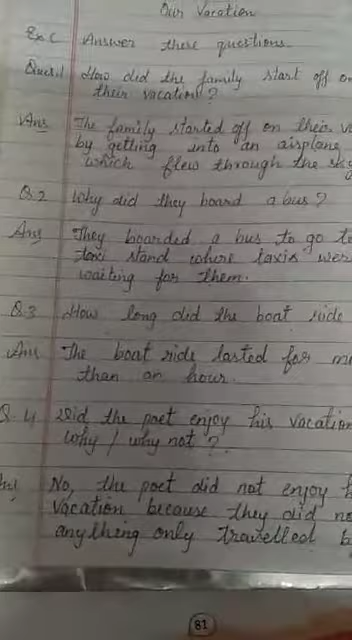 Our Vacation
Ex C Answer these questions.
Ques.1 How did the family start off on
their vacation?
Ans The family started off on their
by getting into an airplane
which flew through the sky
Q.2 Why did they board a bus?
Ans They boarded a bus to go to
taxi stand where taxis were
waiting for them.
Q.3 How long did the boat ride
Ans The boat ride lasted for
than an hour.
Q.4 Did the poet enjoy his vacation
why / why not?
Ans No, the poet did not enjoy
vacation because they did
anything only travelled
81